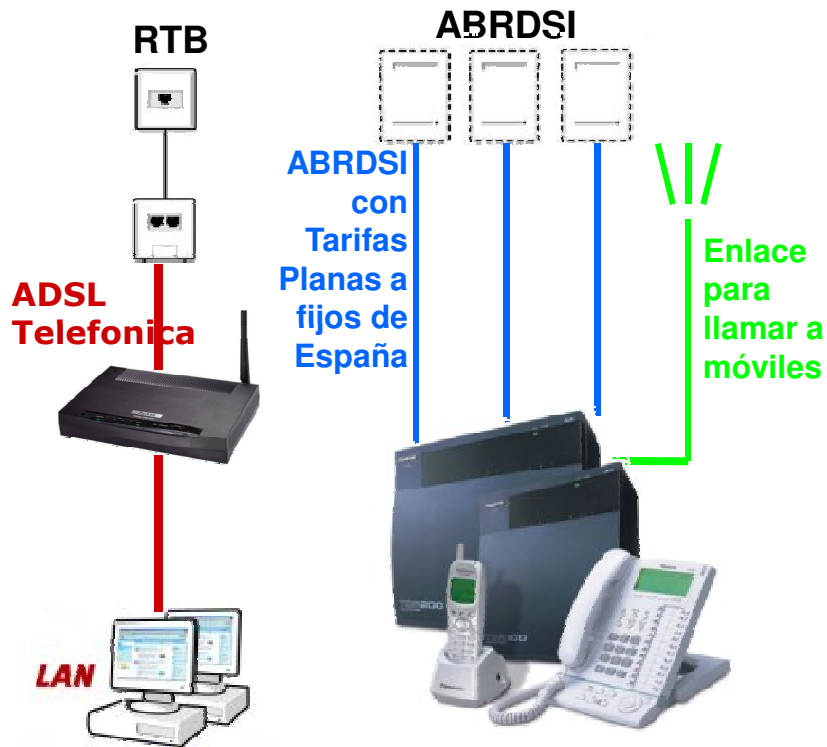 RTB
ABRDSI
ABRDSI
con
Tarifas
Planas a
fijos de
España
Enlace
para
llamar a
móviles
ADSL
Telefonica
LAN